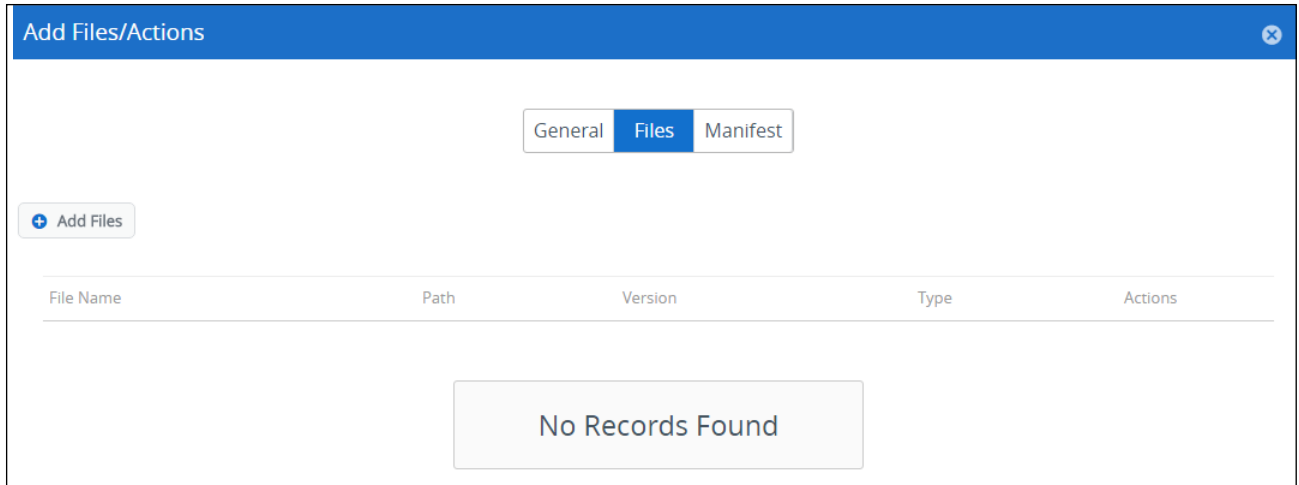 Add Files/Actions
General Files Manifest
Add Files
File Name Path Version Type Actions
No Records Found